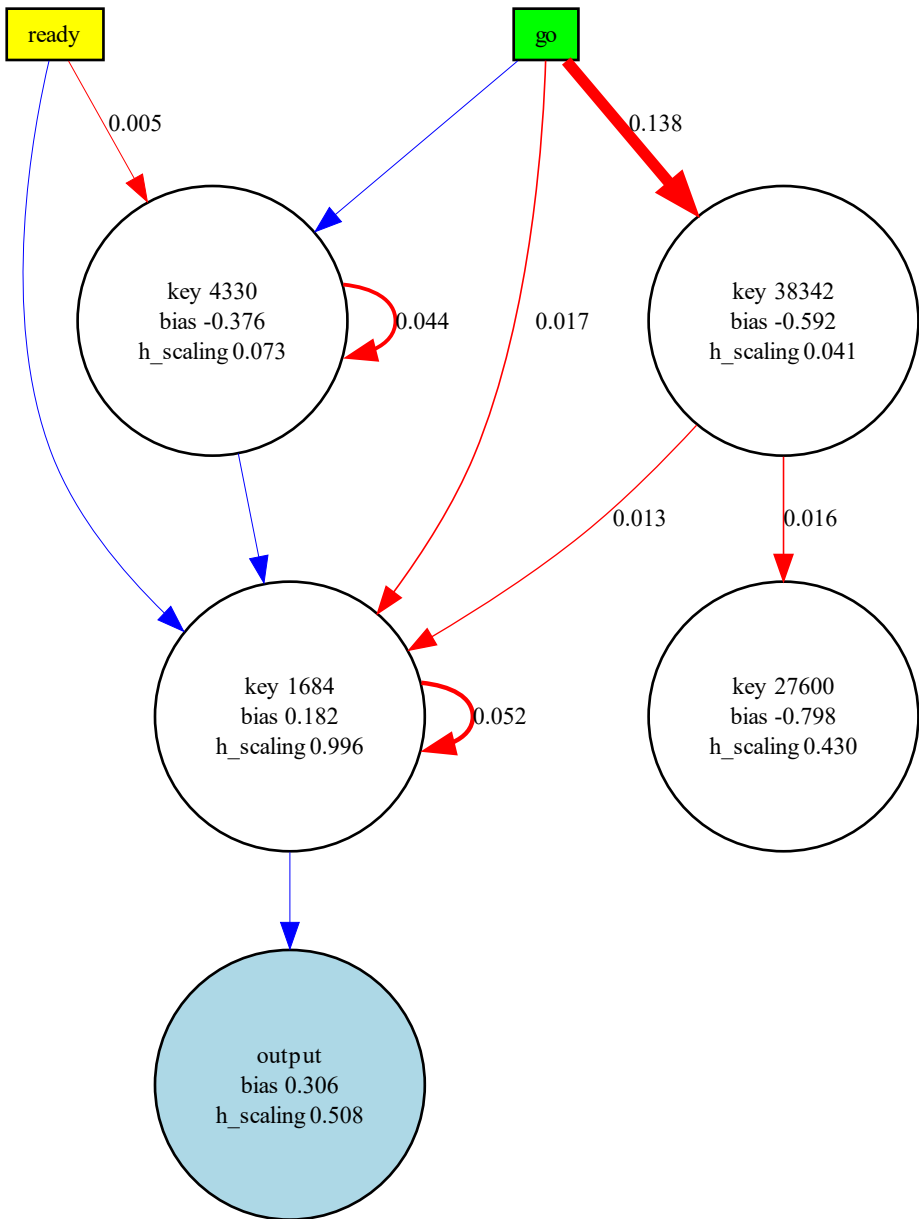 ready
go
0.005
0.138
key 4330
bias -0.376
h_scaling 0.073
0.044
0.017
key 38342
bias -0.592
h_scaling 0.041
0.013
0.016
key 1684
bias 0.182
h_scaling 0.996
0.052
key 27600
bias -0.798
h_scaling 0.430
output
bias 0.306
h_scaling 0.508